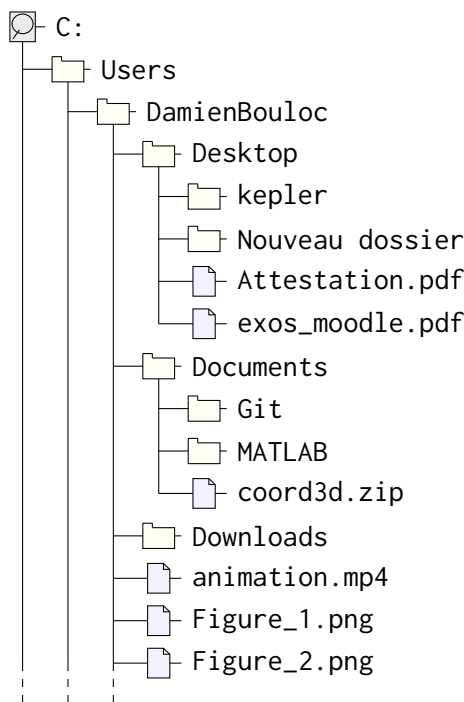 C:
Users
DamienBouloc
Desktop
kepler
Nouveau dossier
Attestation.pdf
exos_moodle.pdf
Documents
Git
MATLAB
coord3d.zip
Downloads
animation.mp4
Figure_1.png
Figure_2.png